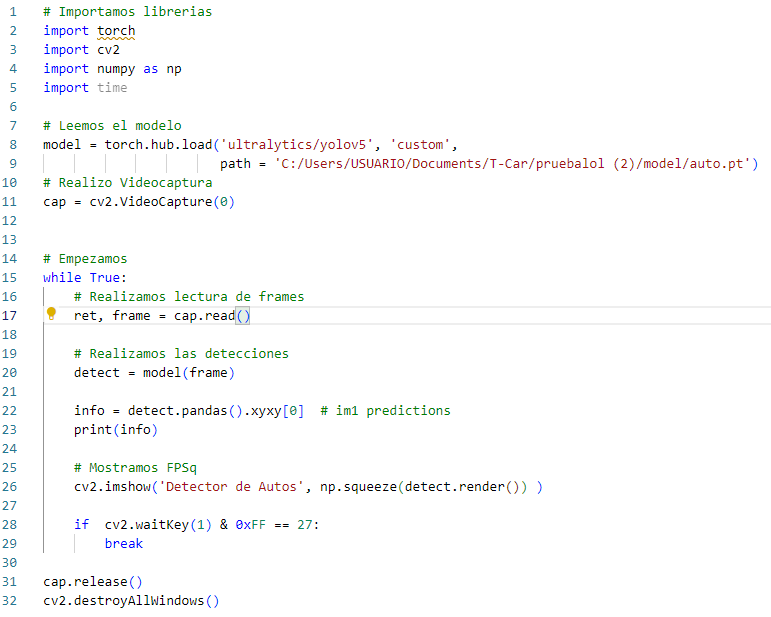 1 # Importamos librerias
2 import torch
3 import cv2
4 import numpy as np
5 import time
6
7 # Leemos el modelo
8 model = torch.hub.load('ultralytics/yolov5', 'custom',
9 path = 'C:/Users/USUARIO/Documents/T-Car/pruebalol (2)/model/auto.pt')
10 # Realizo Videocaptura
11 cap = cv2.VideoCapture(0)
12
13
14 # Empezamos
15 while True:
16 # Realizamos lectura de frames
17 ret, frame = cap.read()
18
19 # Realizamos las detecciones
20 detect = model(frame)
21
22 info = detect.pandas().xyxy[0]  # im1 predictions
23 print(info)
24
25 # Mostramos FPSq
26 cv2.imshow('Detector de Autos', np.squeeze(detect.render()) )
27
28 if  cv2.waitKey(1) & 0xFF == 27:
29 break
30
31 cap.release()
32 cv2.destroyAllWindows()